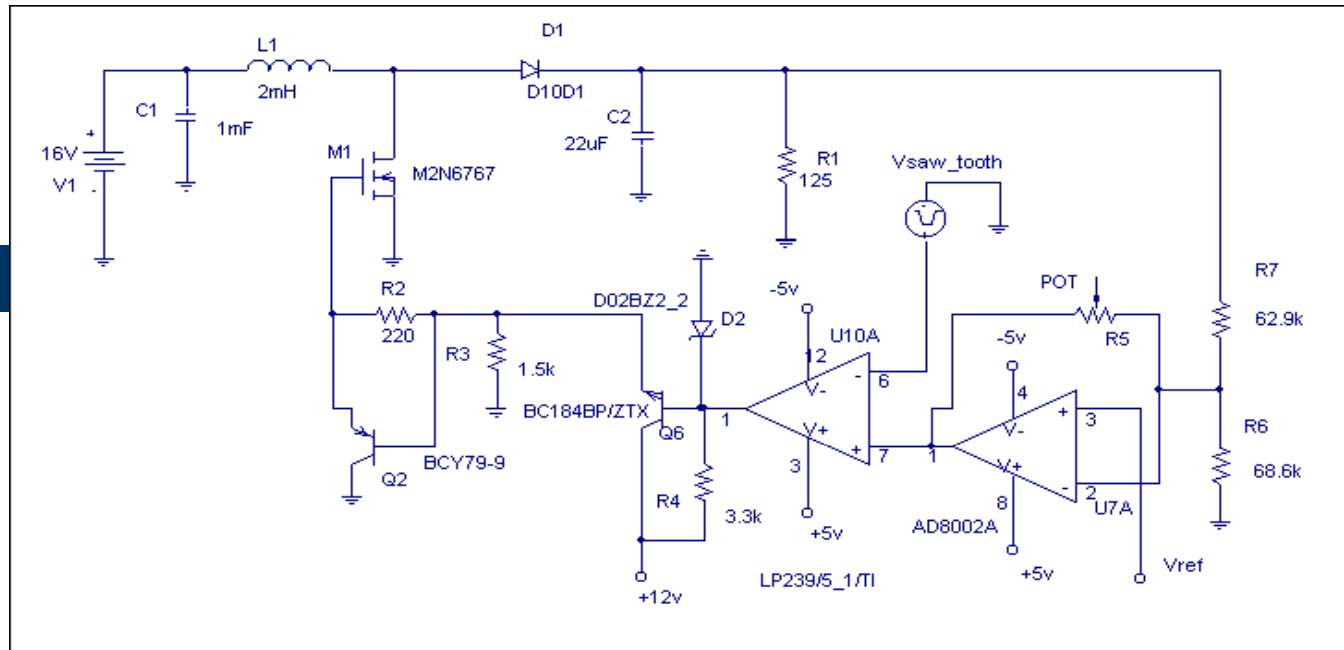 D1
L1
2mH
D10D1
C1
1mF
C2
22uF
+
16V
V1
-
M1
M2N6767
R1
125
Vsaw_tooth
R2
220
D02BZ2_2
D2
-5v
POT
R7
62.9k
R3
1.5k
U10A
R5
-5v
12
V-
-
6
4
BC184BP/ZTX
1
V-
+
3
Q6
V+
+
7
1
R6
68.6k
BCY79-9
Q2
3
V+
-
2
R4
3.3k
8
U7A
+5v
AD8002A
+12v
LP239/5_1/TI
+5v
Vref